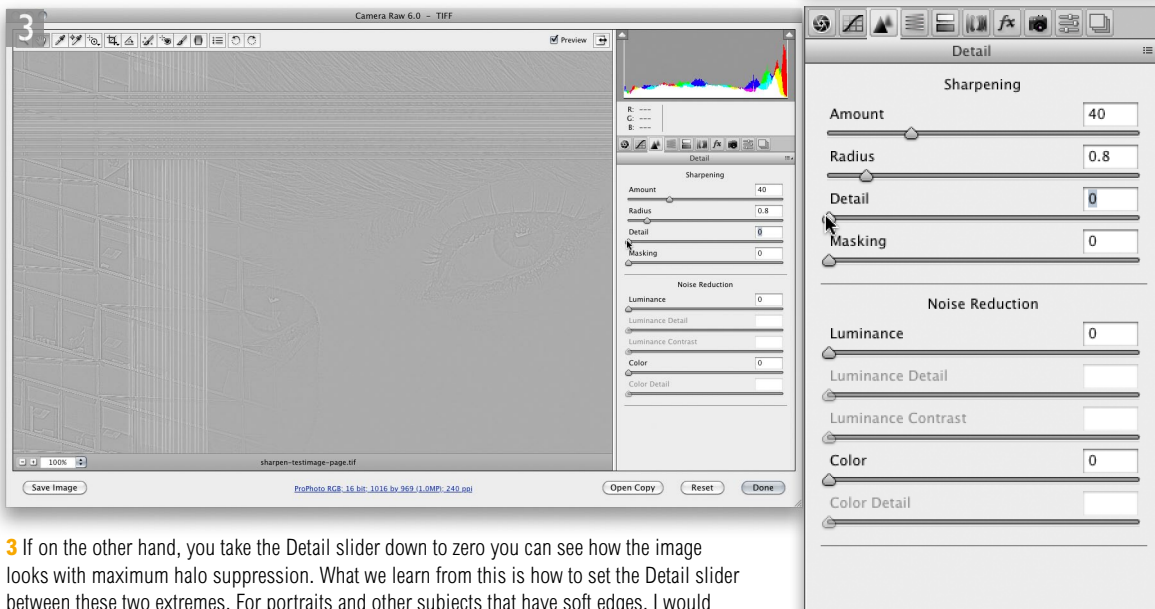 3
Camera Raw 6.0 – TIFF
Preview
R: ---
G: ---
B: ---
Detail
Sharpening
Amount 40
Radius 0.8
Detail 0
Masking 0
Noise Reduction
Luminance 0
Luminance Detail
Luminance Contrast
Color 0
Color Detail
100%
sharpen-testimage-page.tif
Save Image
ProPhoto RGB; 16 bit; 1016 by 969 (1.0MP); 240 ppi
Open Copy
Reset
Done
Detail
Sharpening
Amount 40
Radius 0.8
Detail 0
Masking 0
Noise Reduction
Luminance 0
Luminance Detail
Luminance Contrast
Color 0
Color Detail
3 If on the other hand, you take the Detail slider down to zero you can see how the image
looks with maximum halo suppression. What we learn from this is how to set the Detail slider
between these two extremes. For portraits and other subjects that have soft edges, I would